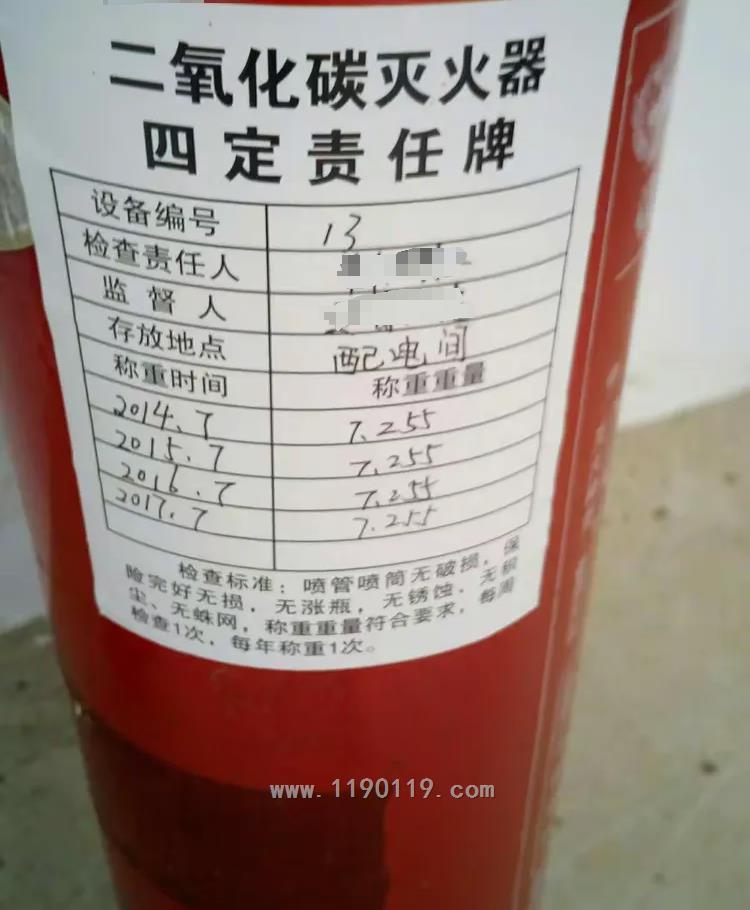 二氧化碳灭火器
四定责任牌
设备编号 13
检查责任人
监督人
存放地点 配电间
称重时间 称重重量
2014.7 7.255
2015.7 7.255
2016.7 7.255
2017.7 7.255
检查标准：喷管喷筒无破损，保
险完好无损，无涨瓶，无锈蚀、无积
尘、无蛛网，称重重量符合要求，每周
检查1次，每年称重1次。
www.1190119.com